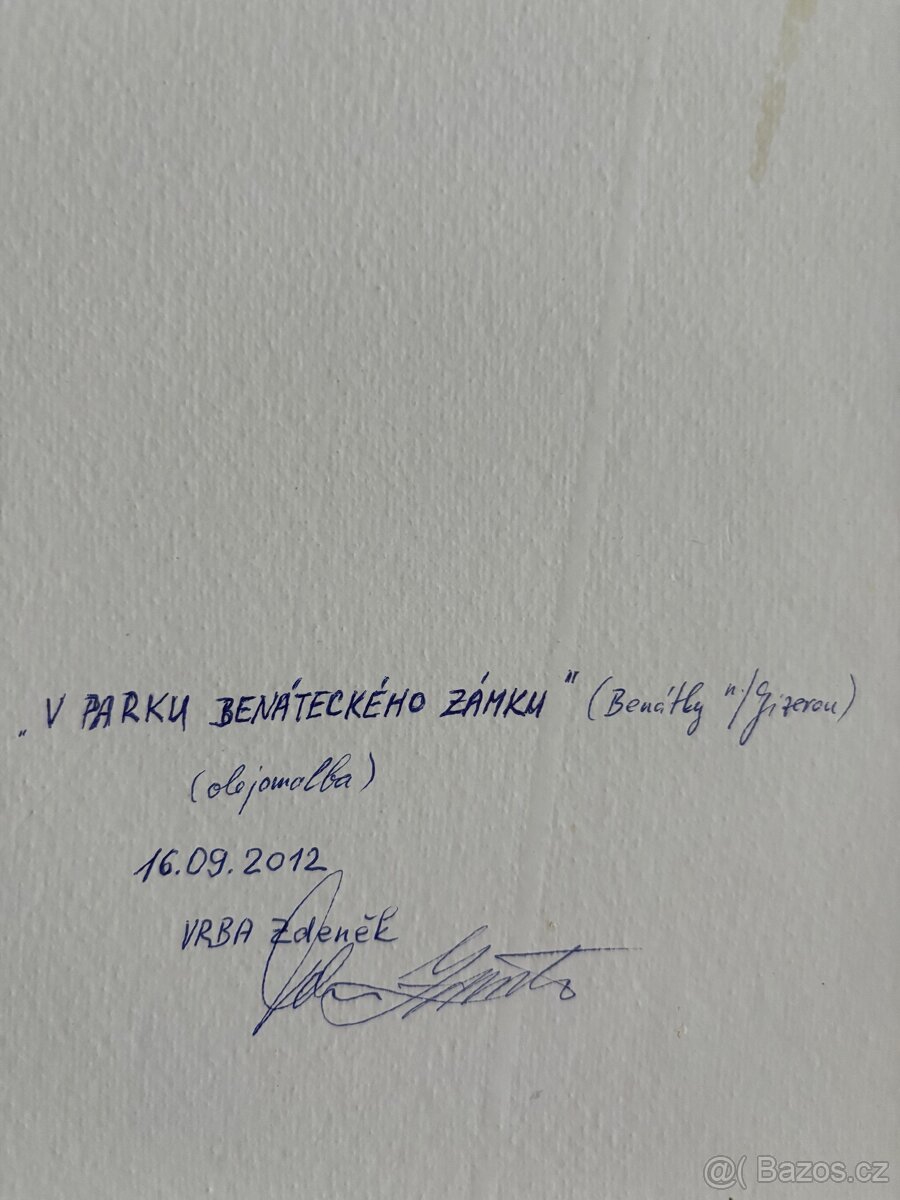 „V PARKU BENÁTECKÉHO ZÁMKU" (Benátky n./Jizerou)
(olejomalba)
16.09.2012
VRBA Zdeněk
@( Bazos.cz